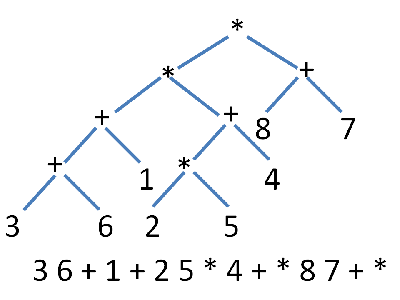 *
* +
+ + 8 7
+ 1 * 4
3 6 2 5
3 6 + 1 + 2 5 * 4 + * 8 7 + *